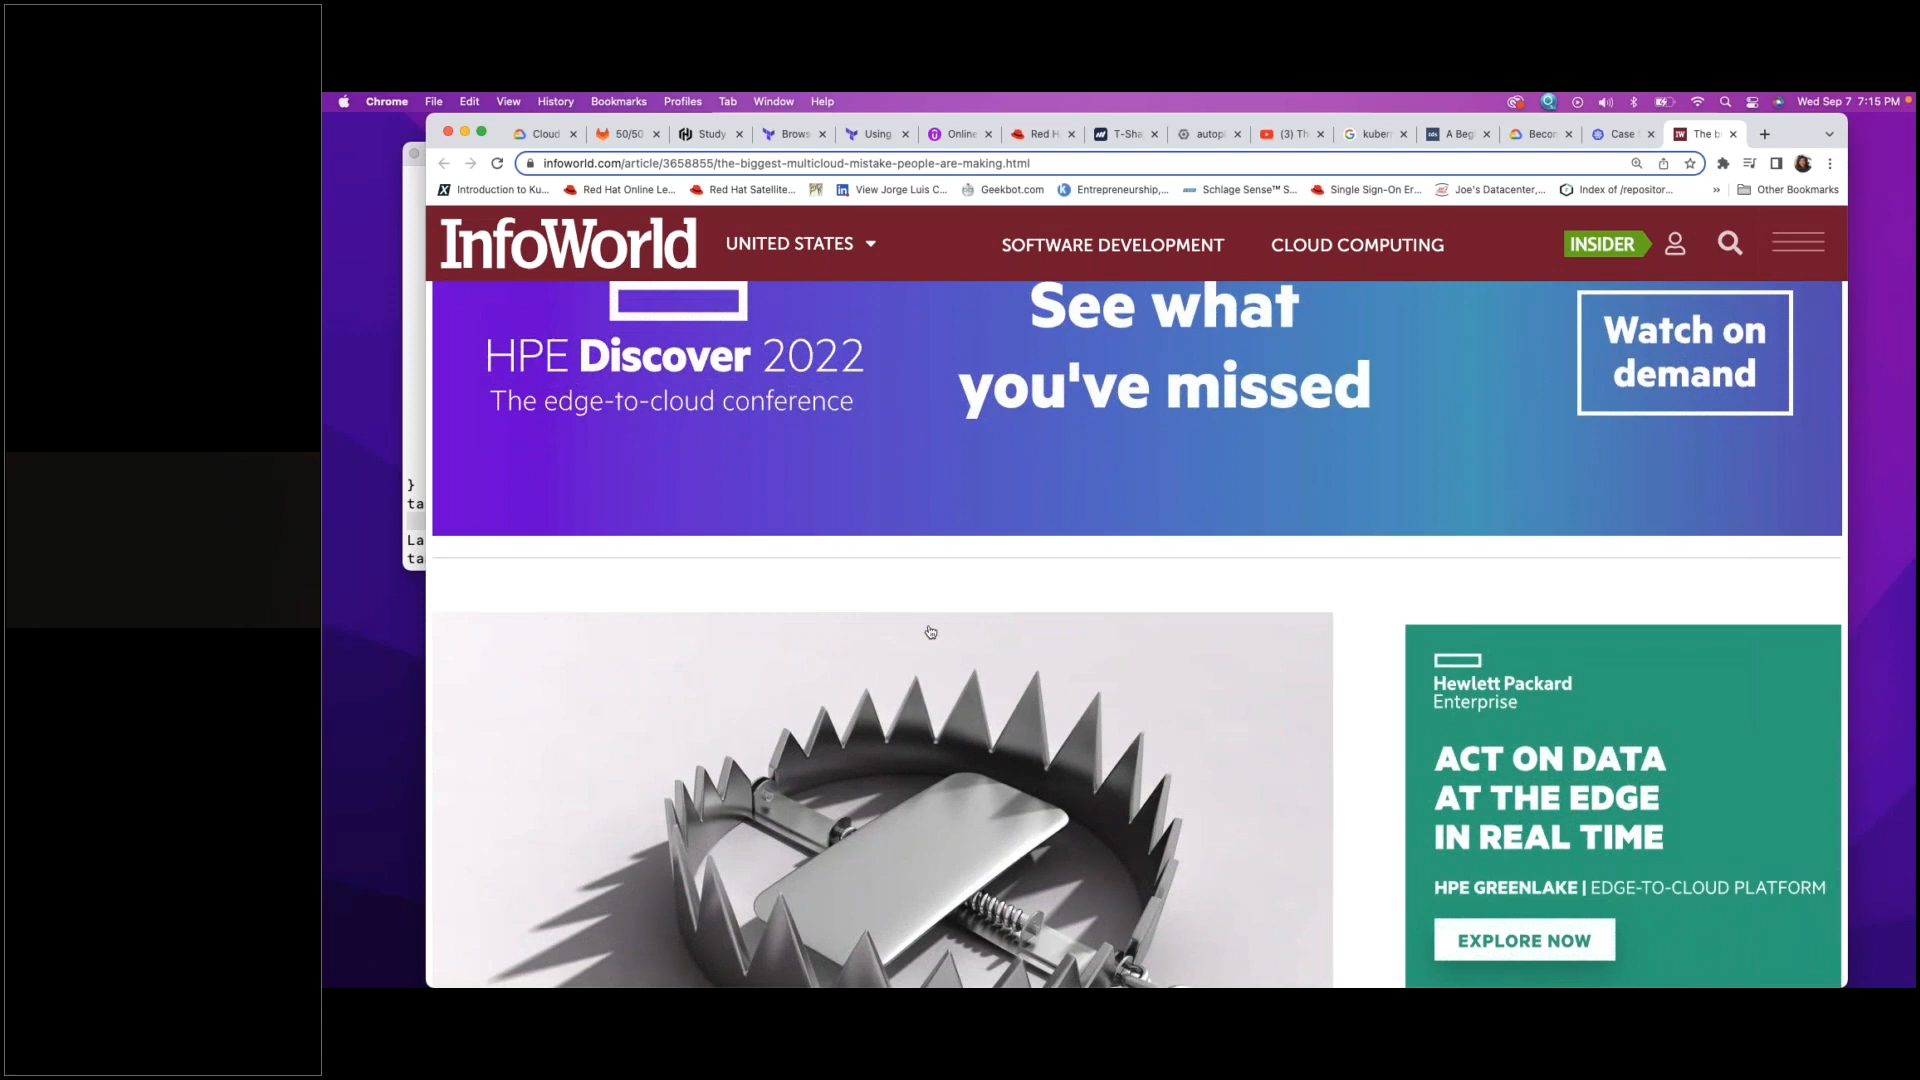 Chrome File Edit View History Bookmarks Profiles Tab Window Help Wed Sep 7 7:15 PM
Cloud 50/50 Study Brows Using Online Red H T-Sha autopi (3) Th kubern A Beg Becon Case The b
infoworld.com/article/3658855/the-biggest-multicloud-mistake-people-are-making.html
Introduction to Ku... Red Hat Online Le... Red Hat Satellite... View Jorge Luis C... Geekbot.com Entrepreneurship,... Schlage Sense™ S... Single Sign-On Er... Joe's Datacenter,... Index of /repositor... » Other Bookmarks
InfoWorld UNITED STATES SOFTWARE DEVELOPMENT CLOUD COMPUTING INSIDER
HPE Discover 2022
The edge-to-cloud conference
See what
you've missed
Watch on
demand
}
ta
La
ta
Hewlett Packard
Enterprise
ACT ON DATA
AT THE EDGE
IN REAL TIME
HPE GREENLAKE | EDGE-TO-CLOUD PLATFORM
EXPLORE NOW